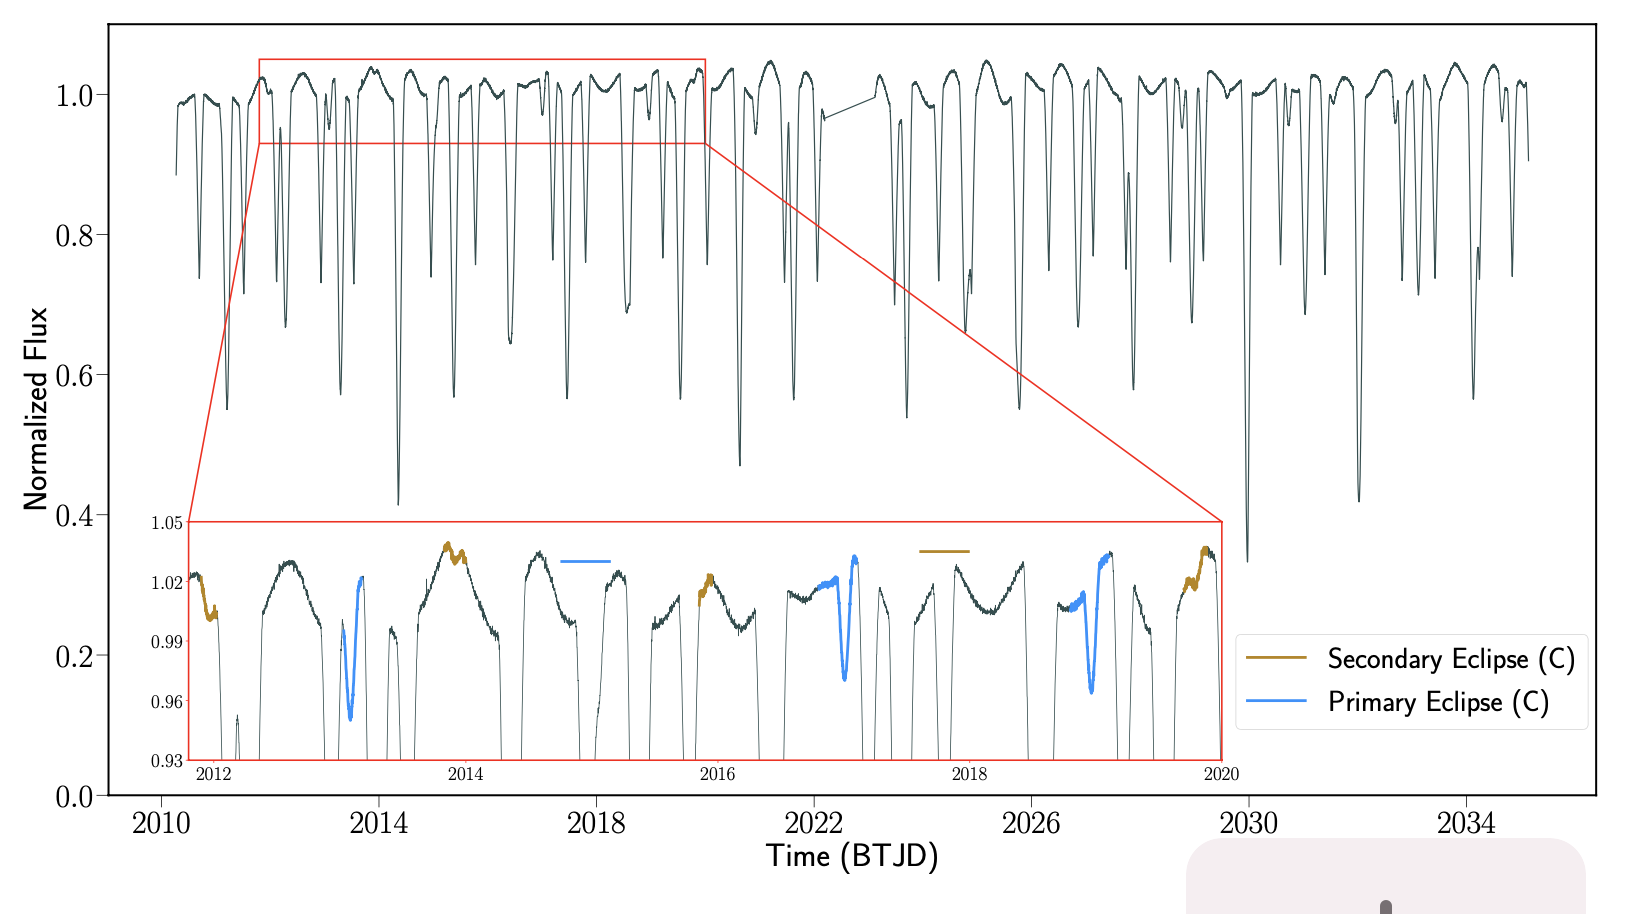 Normalized Flux
1.0
0.8
0.6
0.4
0.2
0.0
1.05
1.02
0.99
0.96
0.93
2012 2014 2016 2018 2020
Secondary Eclipse (C)
Primary Eclipse (C)
2010 2014 2018 2022 2026 2030 2034
Time (BTJD)